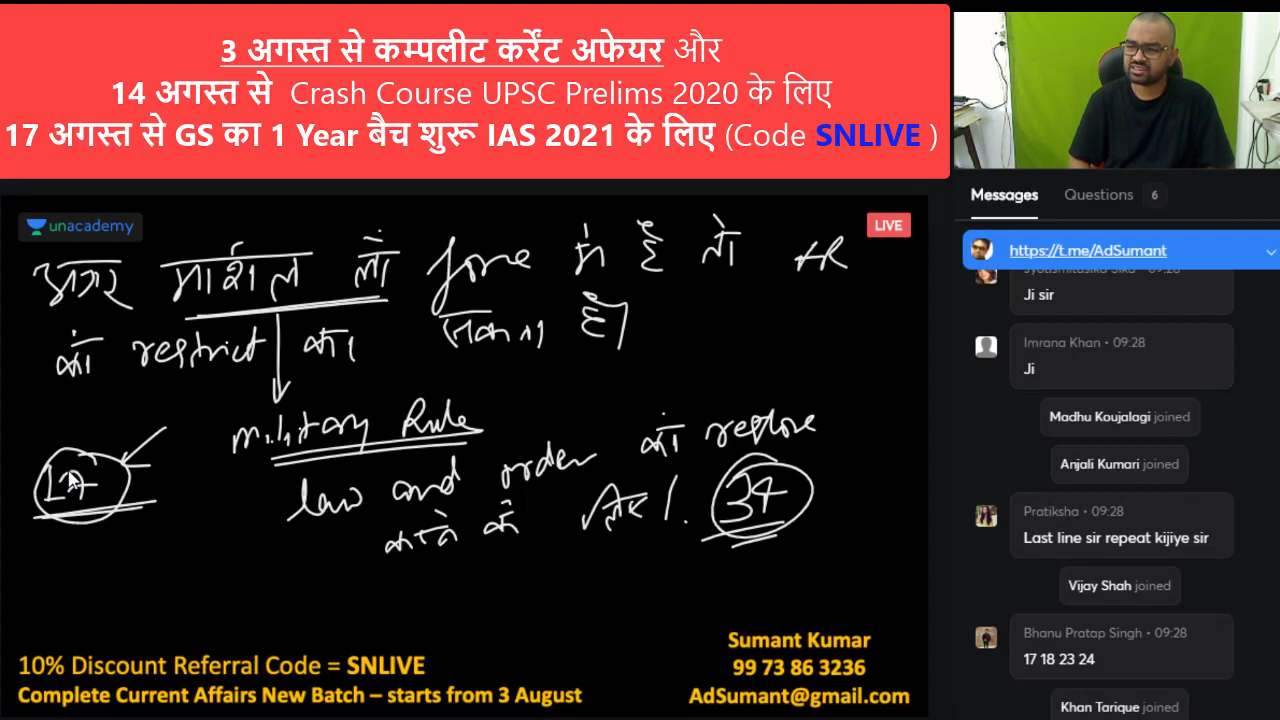 3 अगस्त से कम्पलीट कर्रेंट अफेयर और
14 अगस्त से Crash Course UPSC Prelims 2020 के लिए
17 अगस्त से GS का 1 Year बैच शुरू IAS 2021 के लिए (Code SNLIVE )
unacademy
LIVE
अगर मार्शल लॉ force में है तो FR
को restrict का सकता है।
military Rule
law and order को restore
करने के लिए।
34
10% Discount Referral Code = SNLIVE
Complete Current Affairs New Batch – starts from 3 August
Sumant Kumar
99 73 86 3236
AdSumant@gmail.com
Messages Questions 6
https://t.me/AdSumant
Ji sir
Imrana Khan • 09:28
Ji
Madhu Koujalagi joined
Anjali Kumari joined
Pratiksha • 09:28
Last line sir repeat kijiye sir
Vijay Shah joined
Bhanu Pratap Singh • 09:28
17 18 23 24
Khan Tarique joined